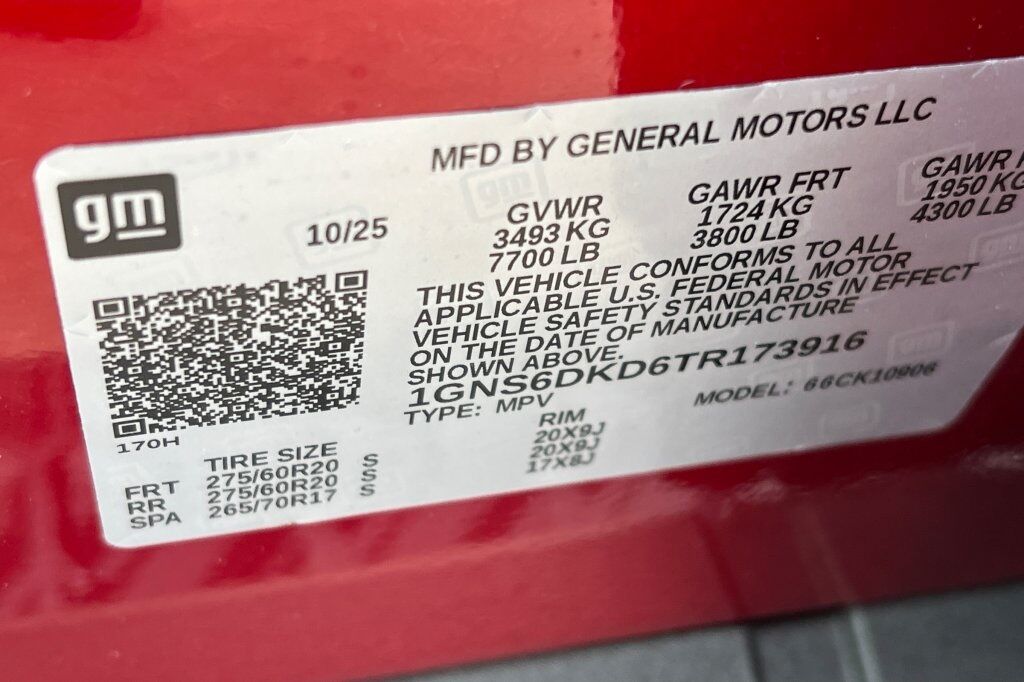 MFD BY GENERAL MOTORS LLC
gm
10/25
GVWR
3493 KG
7700 LB
GAWR FRT
1724 KG
3800 LB
GAWR
1950 KG
4300 LB
THIS VEHICLE CONFORMS TO ALL
APPLICABLE U.S. FEDERAL MOTOR
VEHICLE SAFETY STANDARDS IN EFFECT
ON THE DATE OF MANUFACTURE
SHOWN ABOVE.
1GNS6DKD6TR173916
TYPE: MPV
MODEL: 66CK10906
170H
TIRE SIZE
RIM
FRT 275/60R20 S 20X9J
RR 275/60R20 S 20X9J
SPA 265/70R17 S 17X8J